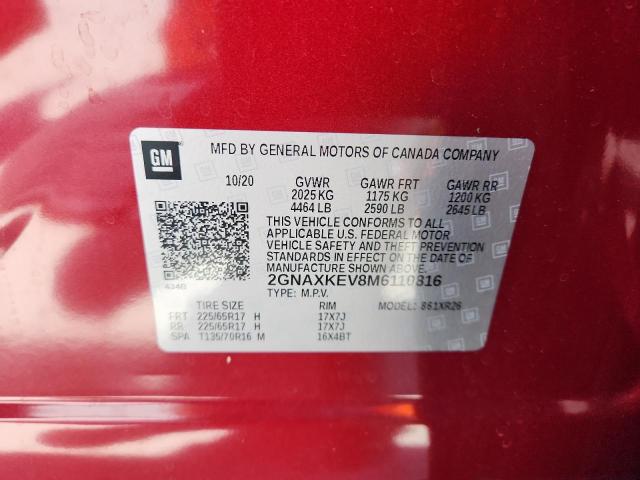 GM
MFD BY GENERAL MOTORS OF CANADA COMPANY
10/20 GVWR GAWR FRT GAWR RR
2025 KG 1175 KG 1200 KG
4464 LB 2590 LB 2645 LB
THIS VEHICLE CONFORMS TO ALL
APPLICABLE U.S. FEDERAL MOTOR
VEHICLE SAFETY AND THEFT PREVENTION
STANDARDS IN EFFECT ON THE DATE OF
MANUFACTURE SHOWN ABOVE.
434B 2GNAXKEV8M6110816
TYPE: M.P.V. MODEL: 861XR26
TIRE SIZE RIM
FRT 225/65R17 H 17X7J
RR 225/65R17 H 17X7J
SPA T135/70R16 M 16X4BT